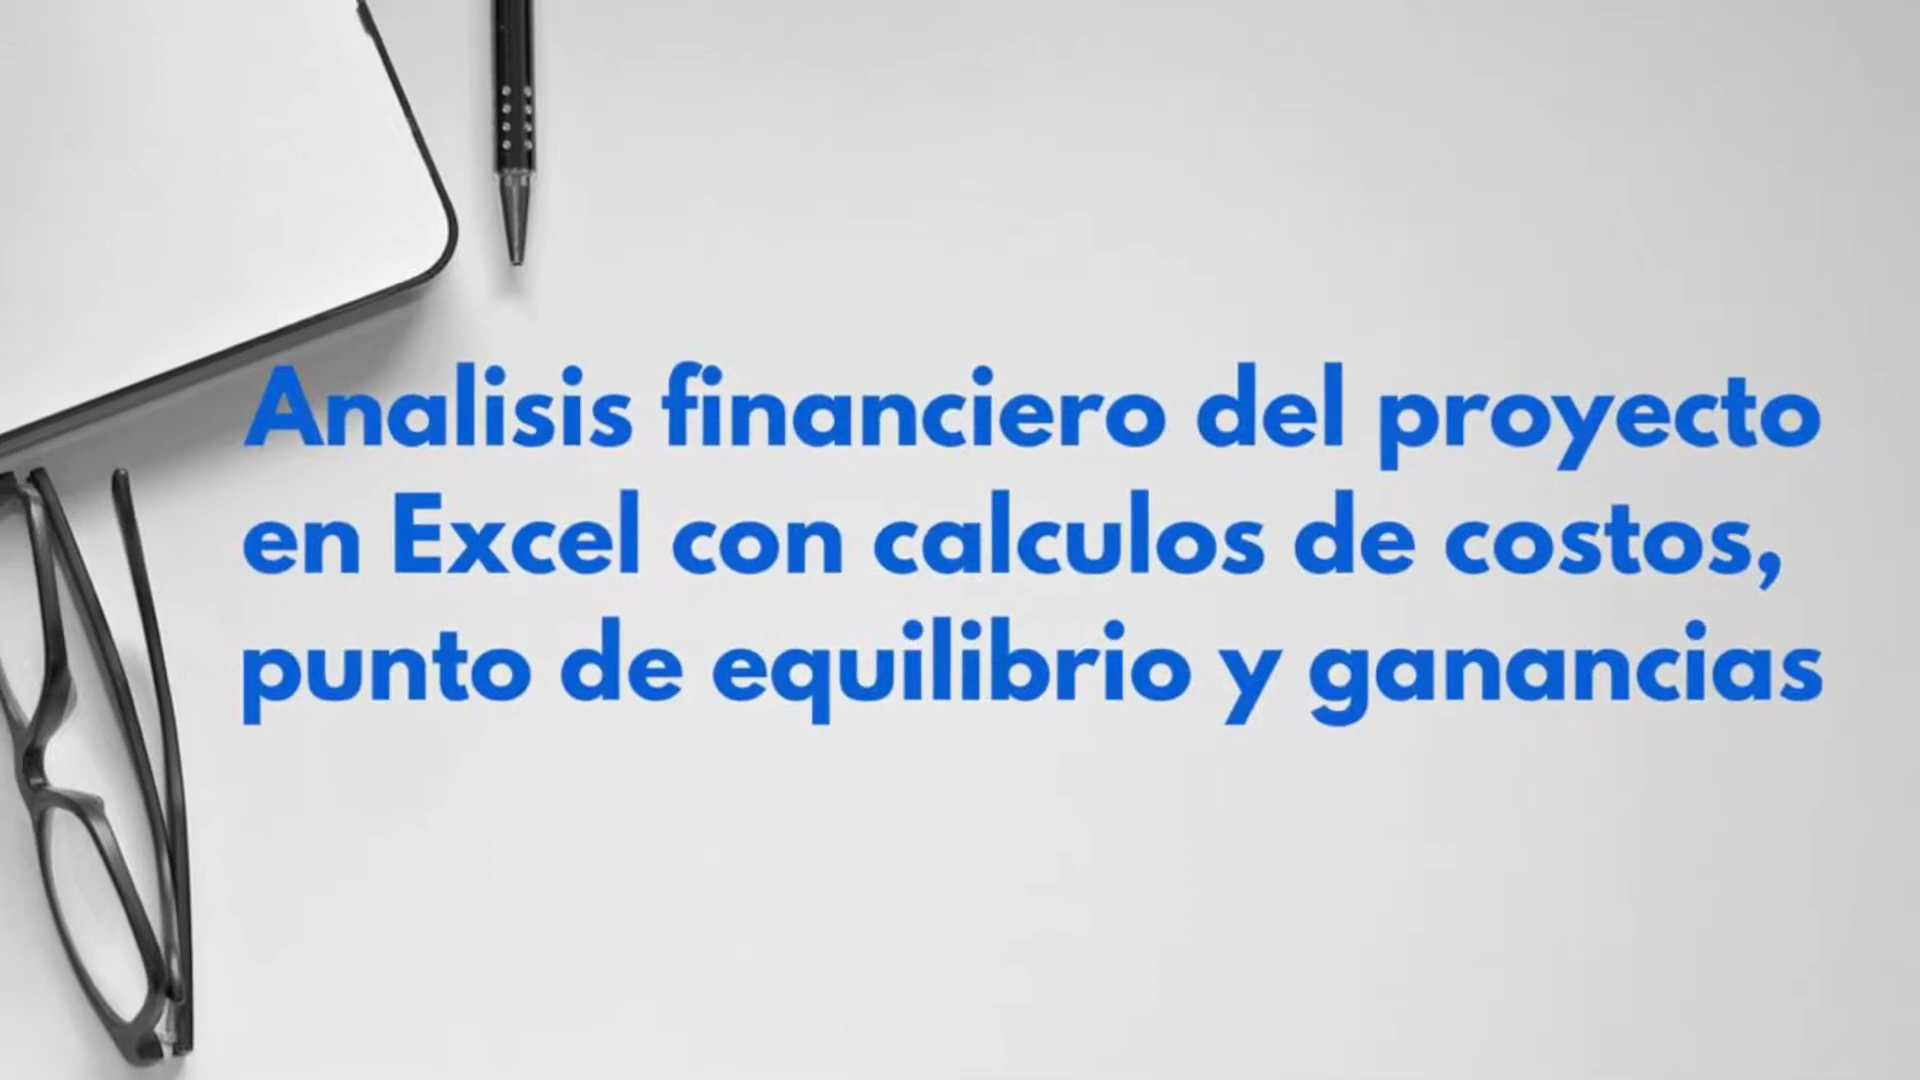 Analisis financiero del proyecto
en Excel con calculos de costos,
punto de equilibrio y ganancias